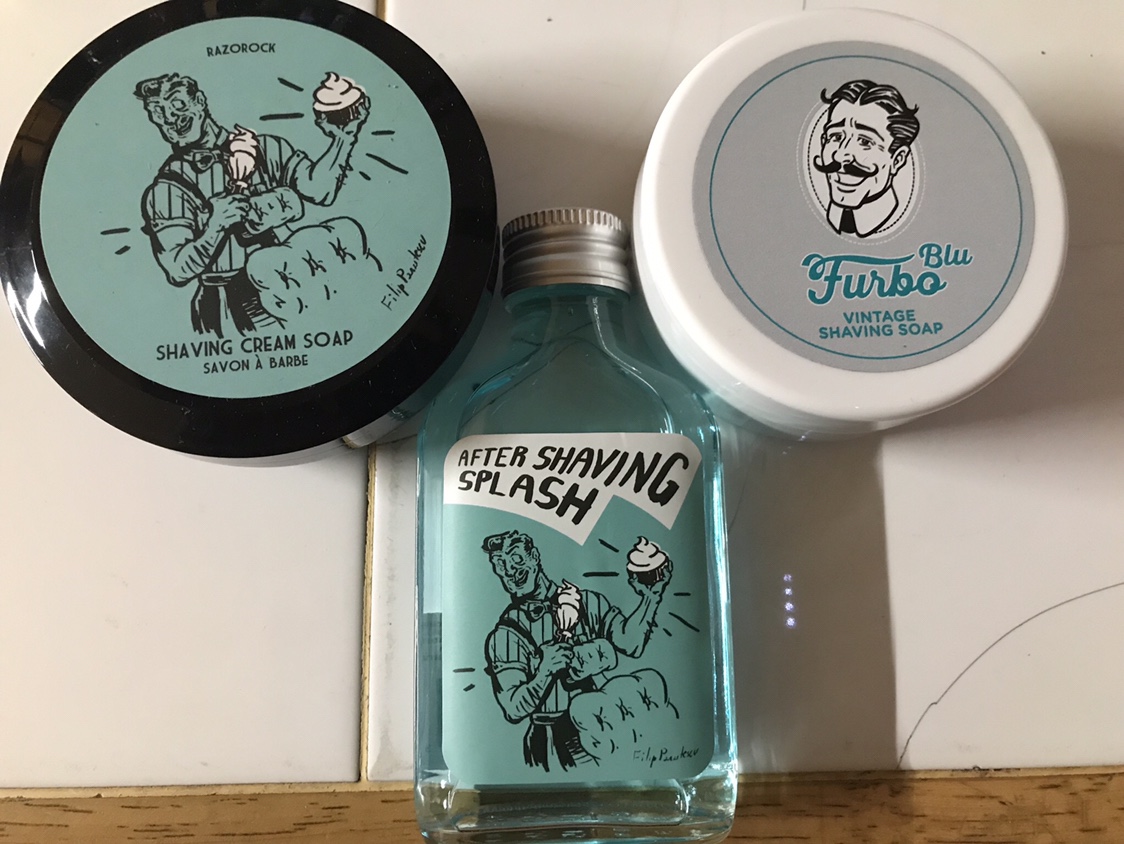 RAZOROCK
SHAVING CREAM SOAP
SAVON À BARBE
Blu
Furbo
VINTAGE
SHAVING SOAP
AFTER SHAVING
SPLASH